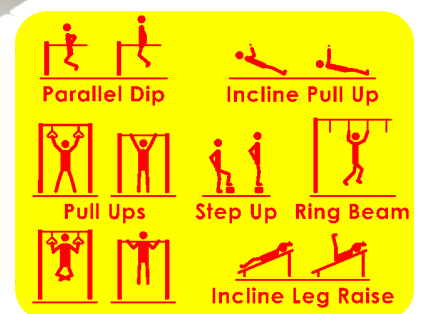 Parallel Dip
Incline Pull Up
Pull Ups
Step Up
Ring Beam
Incline Leg Raise